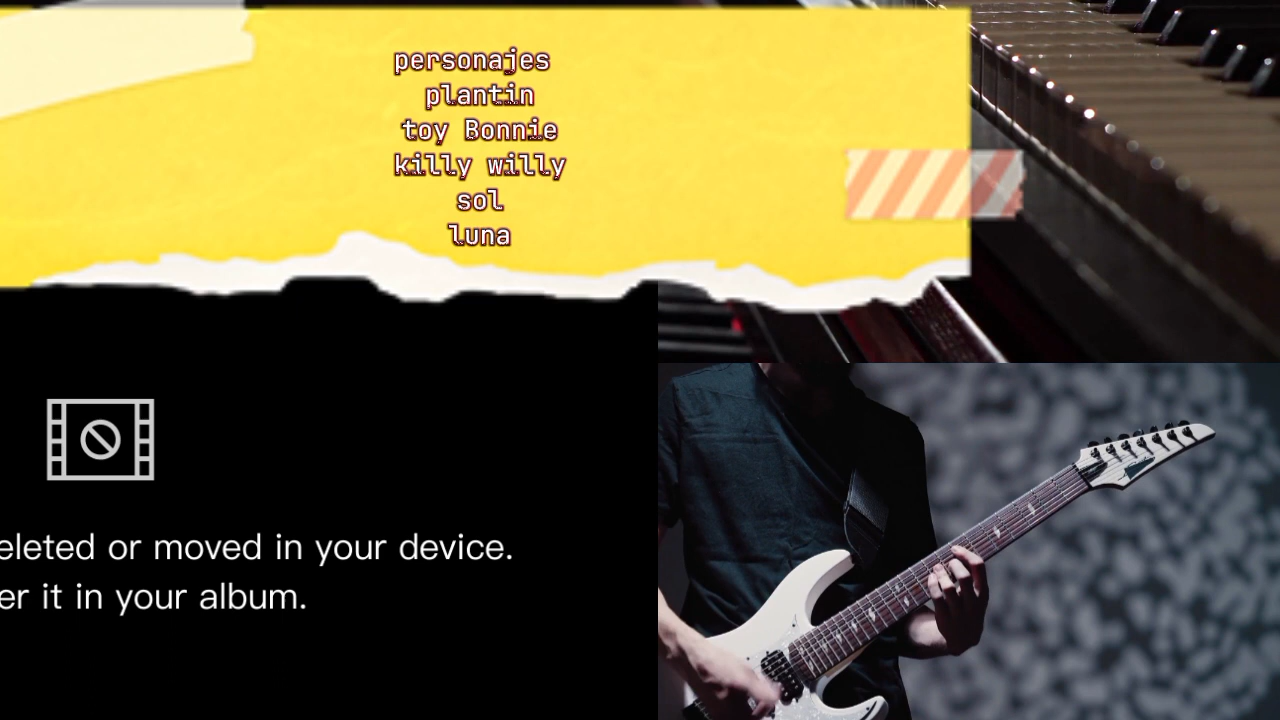 personajes
plantin
toy Bonnie
killy willy
sol
luna
eleted or moved in your device.
er it in your album.